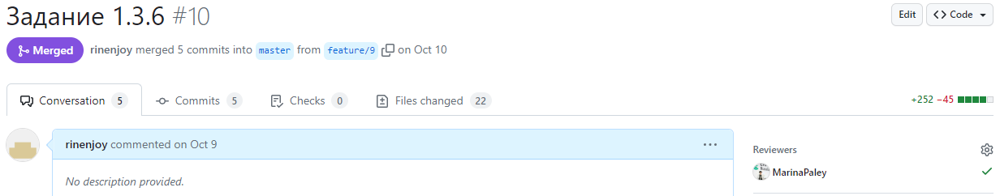 Задание 1.3.6 #10
Edit
Code
Merged
rinenjoy merged 5 commits into master from feature/9 on Oct 10
Conversation 5
Commits 5
Checks 0
Files changed 22
+252 −45
rinenjoy commented on Oct 9
No description provided.
Reviewers
MarinaPaley